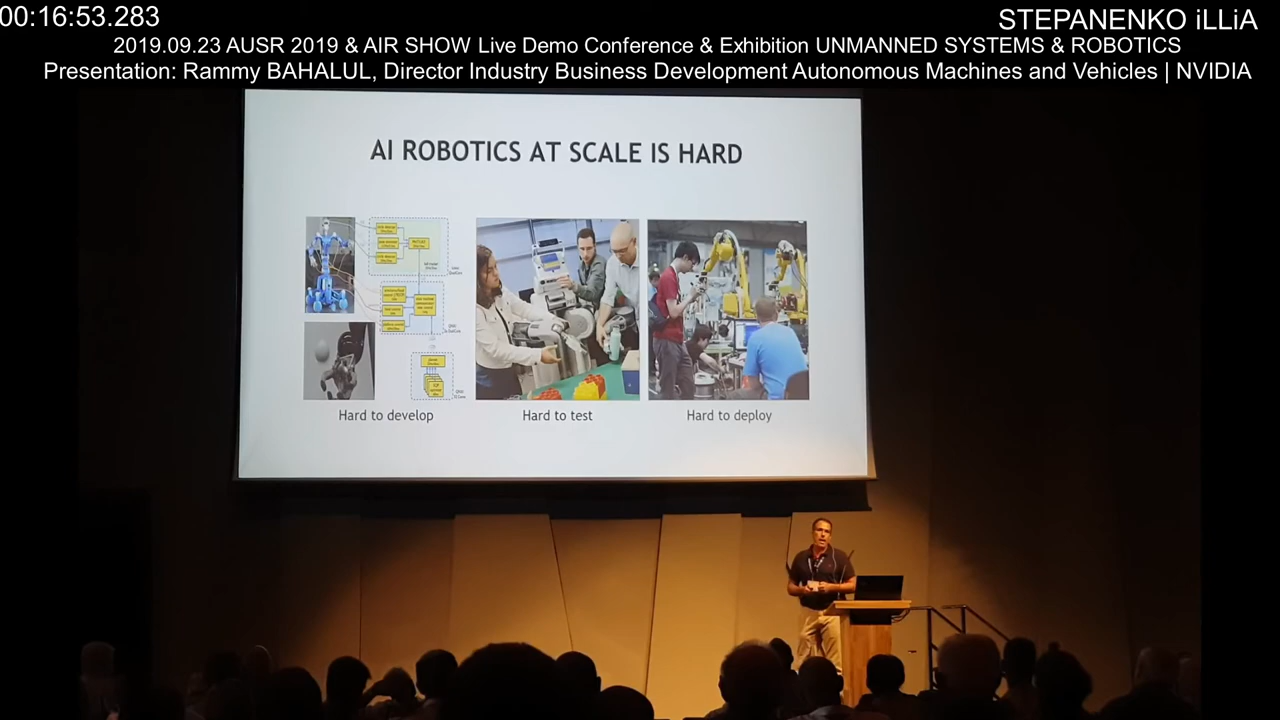 00:16:53.283
STEPANENKO iLLiA
2019.09.23 AUSR 2019 & AIR SHOW Live Demo Conference & Exhibition UNMANNED SYSTEMS & ROBOTICS
Presentation: Rammy BAHALUL, Director Industry Business Development Autonomous Machines and Vehicles | NVIDIA
AI ROBOTICS AT SCALE IS HARD
Hard to develop
Hard to test
Hard to deploy